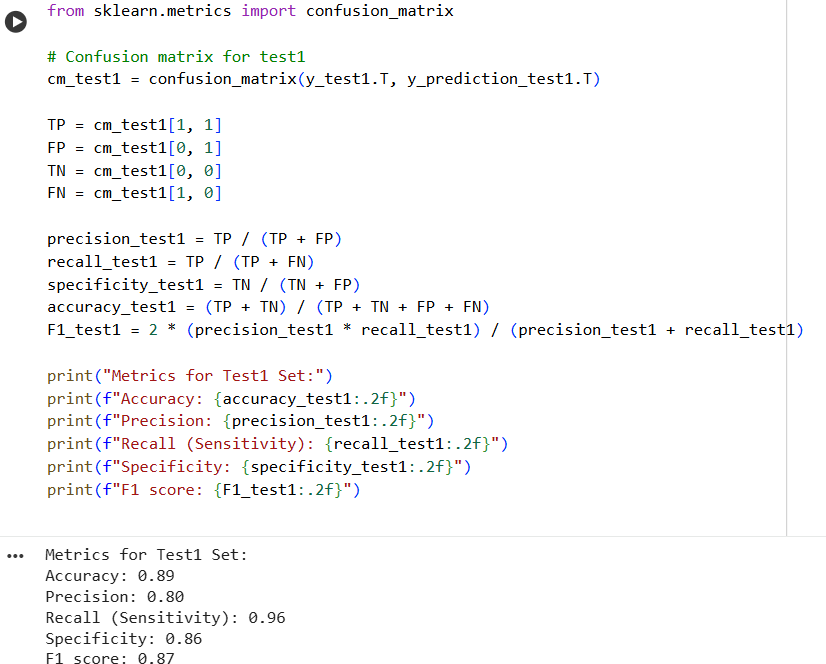 from sklearn.metrics import confusion_matrix
# Confusion matrix for test1
cm_test1 = confusion_matrix(y_test1.T, y_prediction_test1.T)
TP = cm_test1[1, 1]
FP = cm_test1[0, 1]
TN = cm_test1[0, 0]
FN = cm_test1[1, 0]
precision_test1 = TP / (TP + FP)
recall_test1 = TP / (TP + FN)
specificity_test1 = TN / (TN + FP)
accuracy_test1 = (TP + TN) / (TP + TN + FP + FN)
F1_test1 = 2 * (precision_test1 * recall_test1) / (precision_test1 + recall_test1)
print("Metrics for Test1 Set:")
print(f"Accuracy: {accuracy_test1:.2f}")
print(f"Precision: {precision_test1:.2f}")
print(f"Recall (Sensitivity): {recall_test1:.2f}")
print(f"Specificity: {specificity_test1:.2f}")
print(f"F1 score: {F1_test1:.2f}")
Metrics for Test1 Set:
Accuracy: 0.89
Precision: 0.80
Recall (Sensitivity): 0.96
Specificity: 0.86
F1 score: 0.87